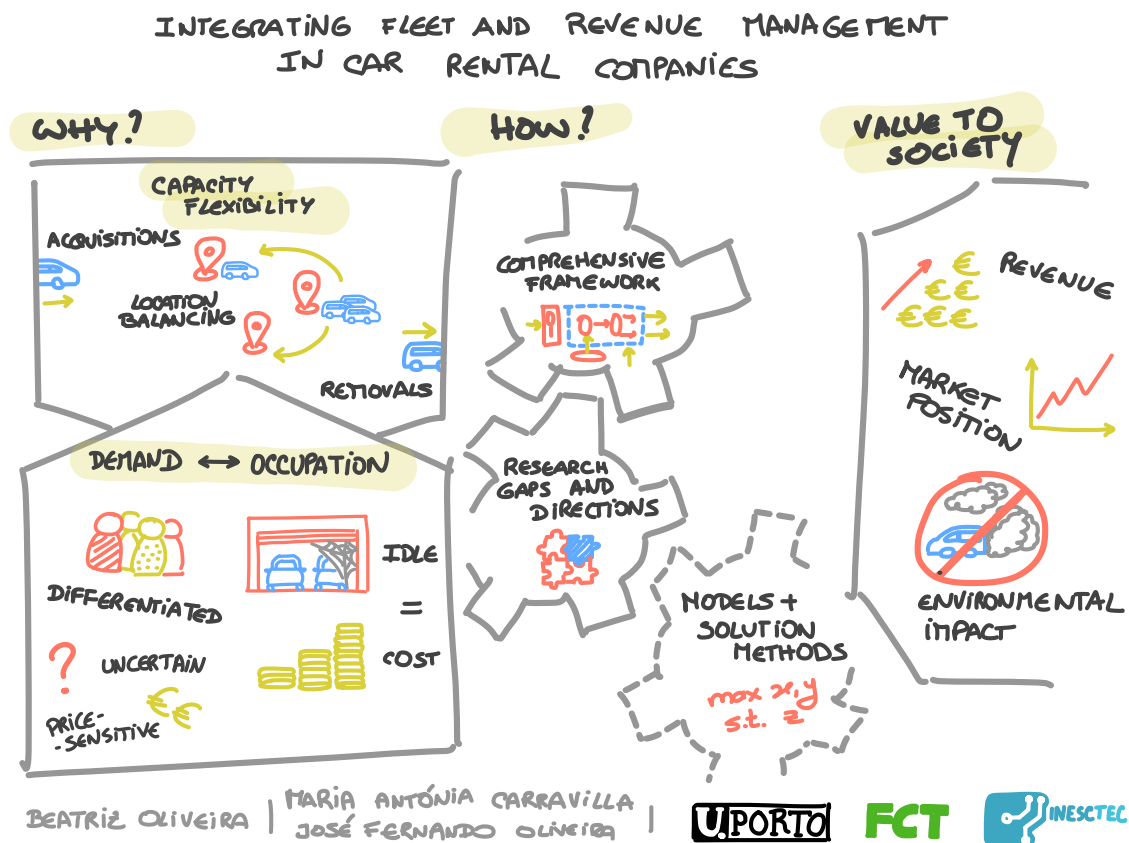 INTEGRATING FLEET AND REVENUE MANAGEMENT
IN CAR RENTAL COMPANIES
WHY?
CAPACITY
FLEXIBILITY
ACQUISITIONS
LOCATION
BALANCING
REMOVALS
DEMAND ↔ OCCUPATION
DIFFERENTIATED
? UNCERTAIN
€€
PRICE-
-SENSITIVE
IDLE
=
COST
HOW?
COMPREHENSIVE
FRAMEWORK
RESEARCH
GAPS AND
DIRECTIONS
MODELS +
SOLUTION
METHODS
max x,y
s.t. z
VALUE TO
SOCIETY
€
€€
€€€
REVENUE
MARKET
POSITION
ENVIRONMENTAL
IMPACT
BEATRIZ OLIVEIRA | MARIA ANTÓNIA CARRAVILLA |
JOSÉ FERNANDO OLIVEIRA
U.PORTO
FCT
INESCTEC